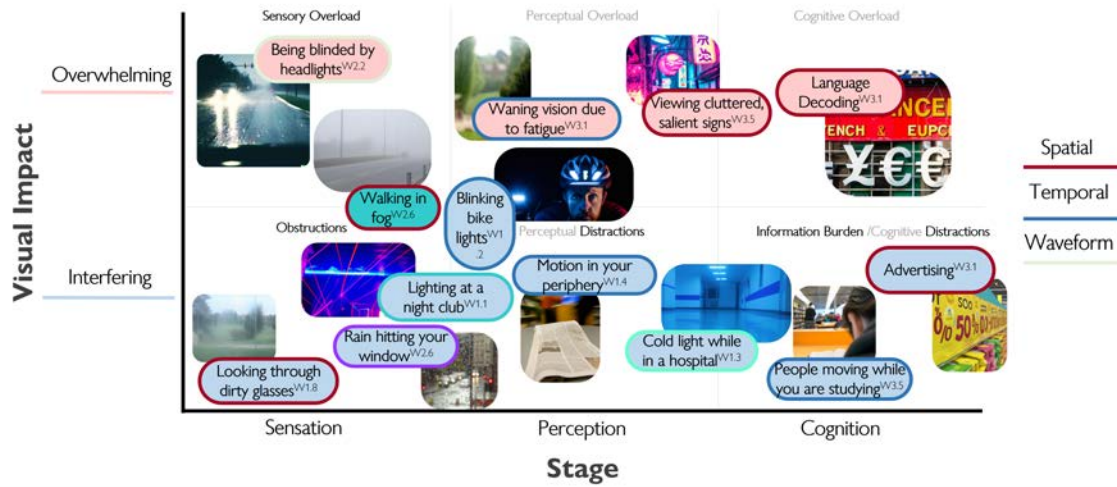 Sensory Overload
Perceptual Overload
Cognitive Overload
Overwhelming
Being blinded by
headlights W2.2
Waning vision due
to fatigue W3.1
Viewing cluttered,
salient signs W3.5
Language
Decoding W3.1
NCEL
ENCH & EUPC
£ € €
Spatial
Temporal
Waveform
Visual Impact
Walking in
fog W2.6
Blinking
bike
lights W1
.2
Obstructions
Perceptual Distractions
Information Burden /Cognitive Distractions
Interfering
Lighting at a
night club W1.1
Motion in your
periphery W1.4
Advertising W3.1
Rain hitting your
window W2.6
Cold light while
in a hospital W1.3
% 50%
Looking through
dirty glasses W1.8
People moving while
you are studying W3.5
Sensation
Perception
Cognition
Stage